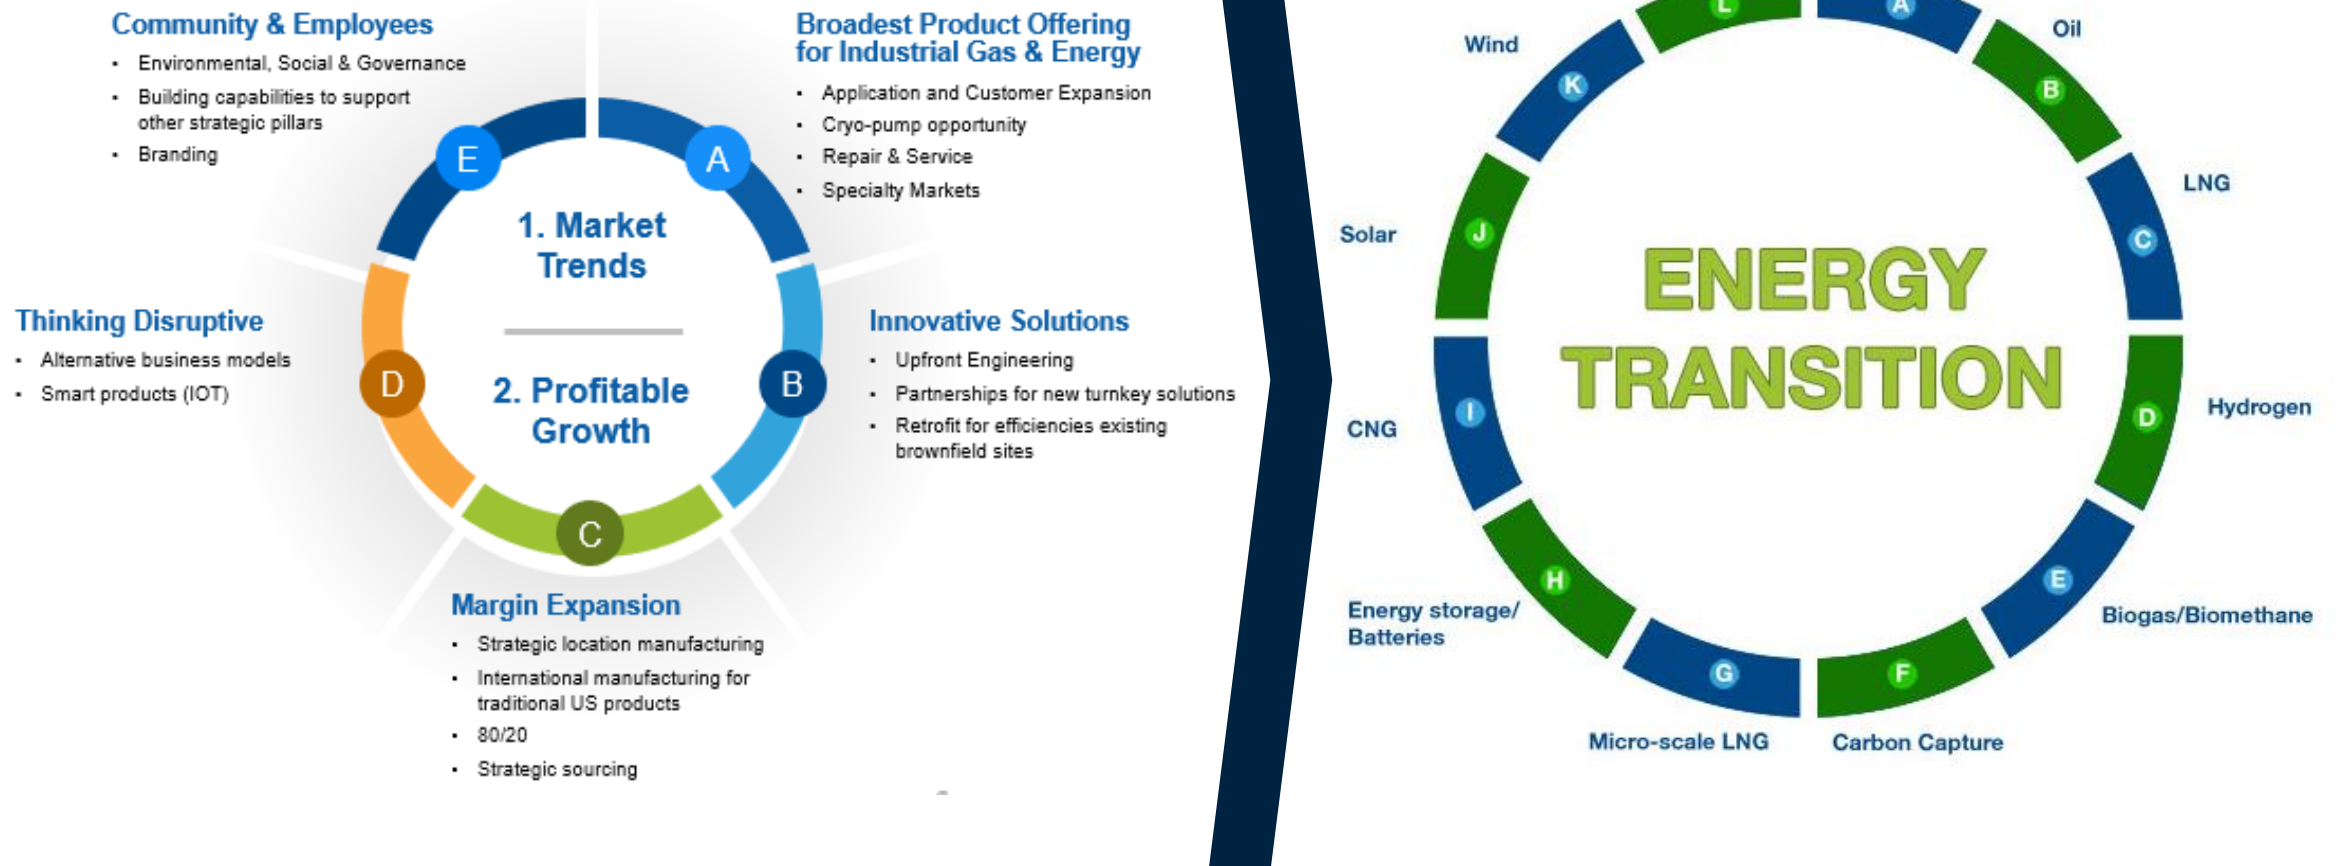 Community & Employees
▪ Environmental, Social & Governance
▪ Building capabilities to support
other strategic pillars
▪ Branding
Broadest Product Offering
for Industrial Gas & Energy
▪ Application and Customer Expansion
▪ Cryo-pump opportunity
▪ Repair & Service
▪ Specialty Markets
E
A
1. Market
Trends
Thinking Disruptive
▪ Alternative business models
▪ Smart products (IOT)
D
2. Profitable
Growth
B
Innovative Solutions
▪ Upfront Engineering
▪ Partnerships for new turnkey solutions
▪ Retrofit for efficiencies existing
brownfield sites
C
Margin Expansion
▪ Strategic location manufacturing
▪ International manufacturing for
traditional US products
▪ 80/20
▪ Strategic sourcing
L
A
Wind
Oil
K
B
LNG
Solar
J
C
ENERGY
TRANSITION
CNG
I
D
Hydrogen
H
E
Energy storage/
Batteries
Biogas/Biomethane
G
F
Micro-scale LNG
Carbon Capture